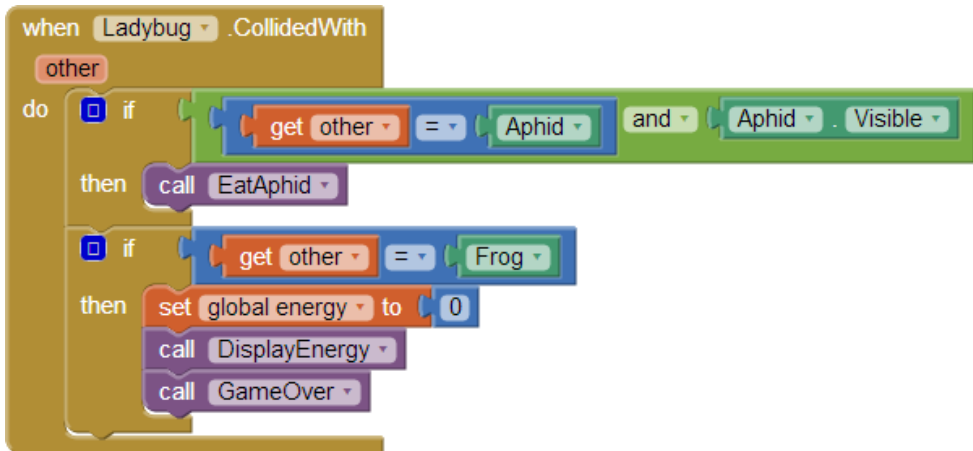 when Ladybug .CollidedWith
other
do if get other = Aphid and Aphid . Visible
then call EatAphid
if get other = Frog
then set global energy to 0
call DisplayEnergy
call GameOver